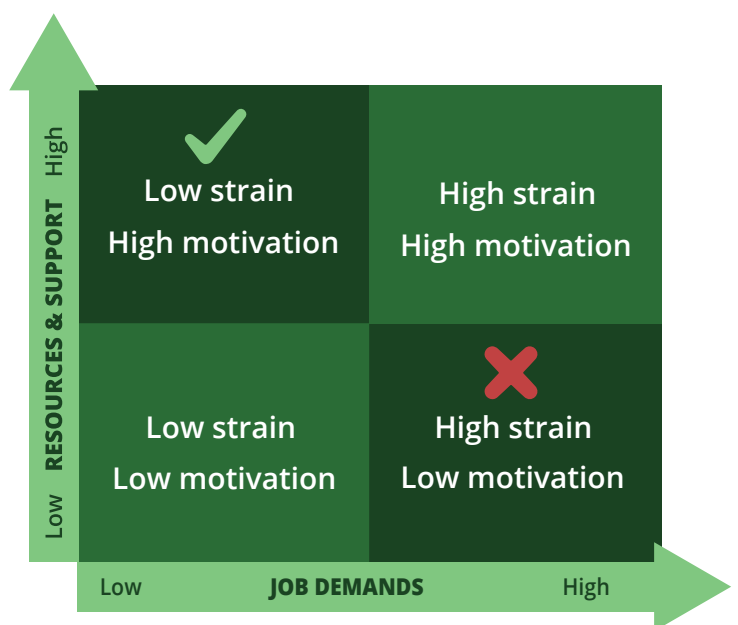 High
RESOURCES & SUPPORT
Low
Low strain
High motivation
High strain
High motivation
Low strain
Low motivation
High strain
Low motivation
Low
JOB DEMANDS
High